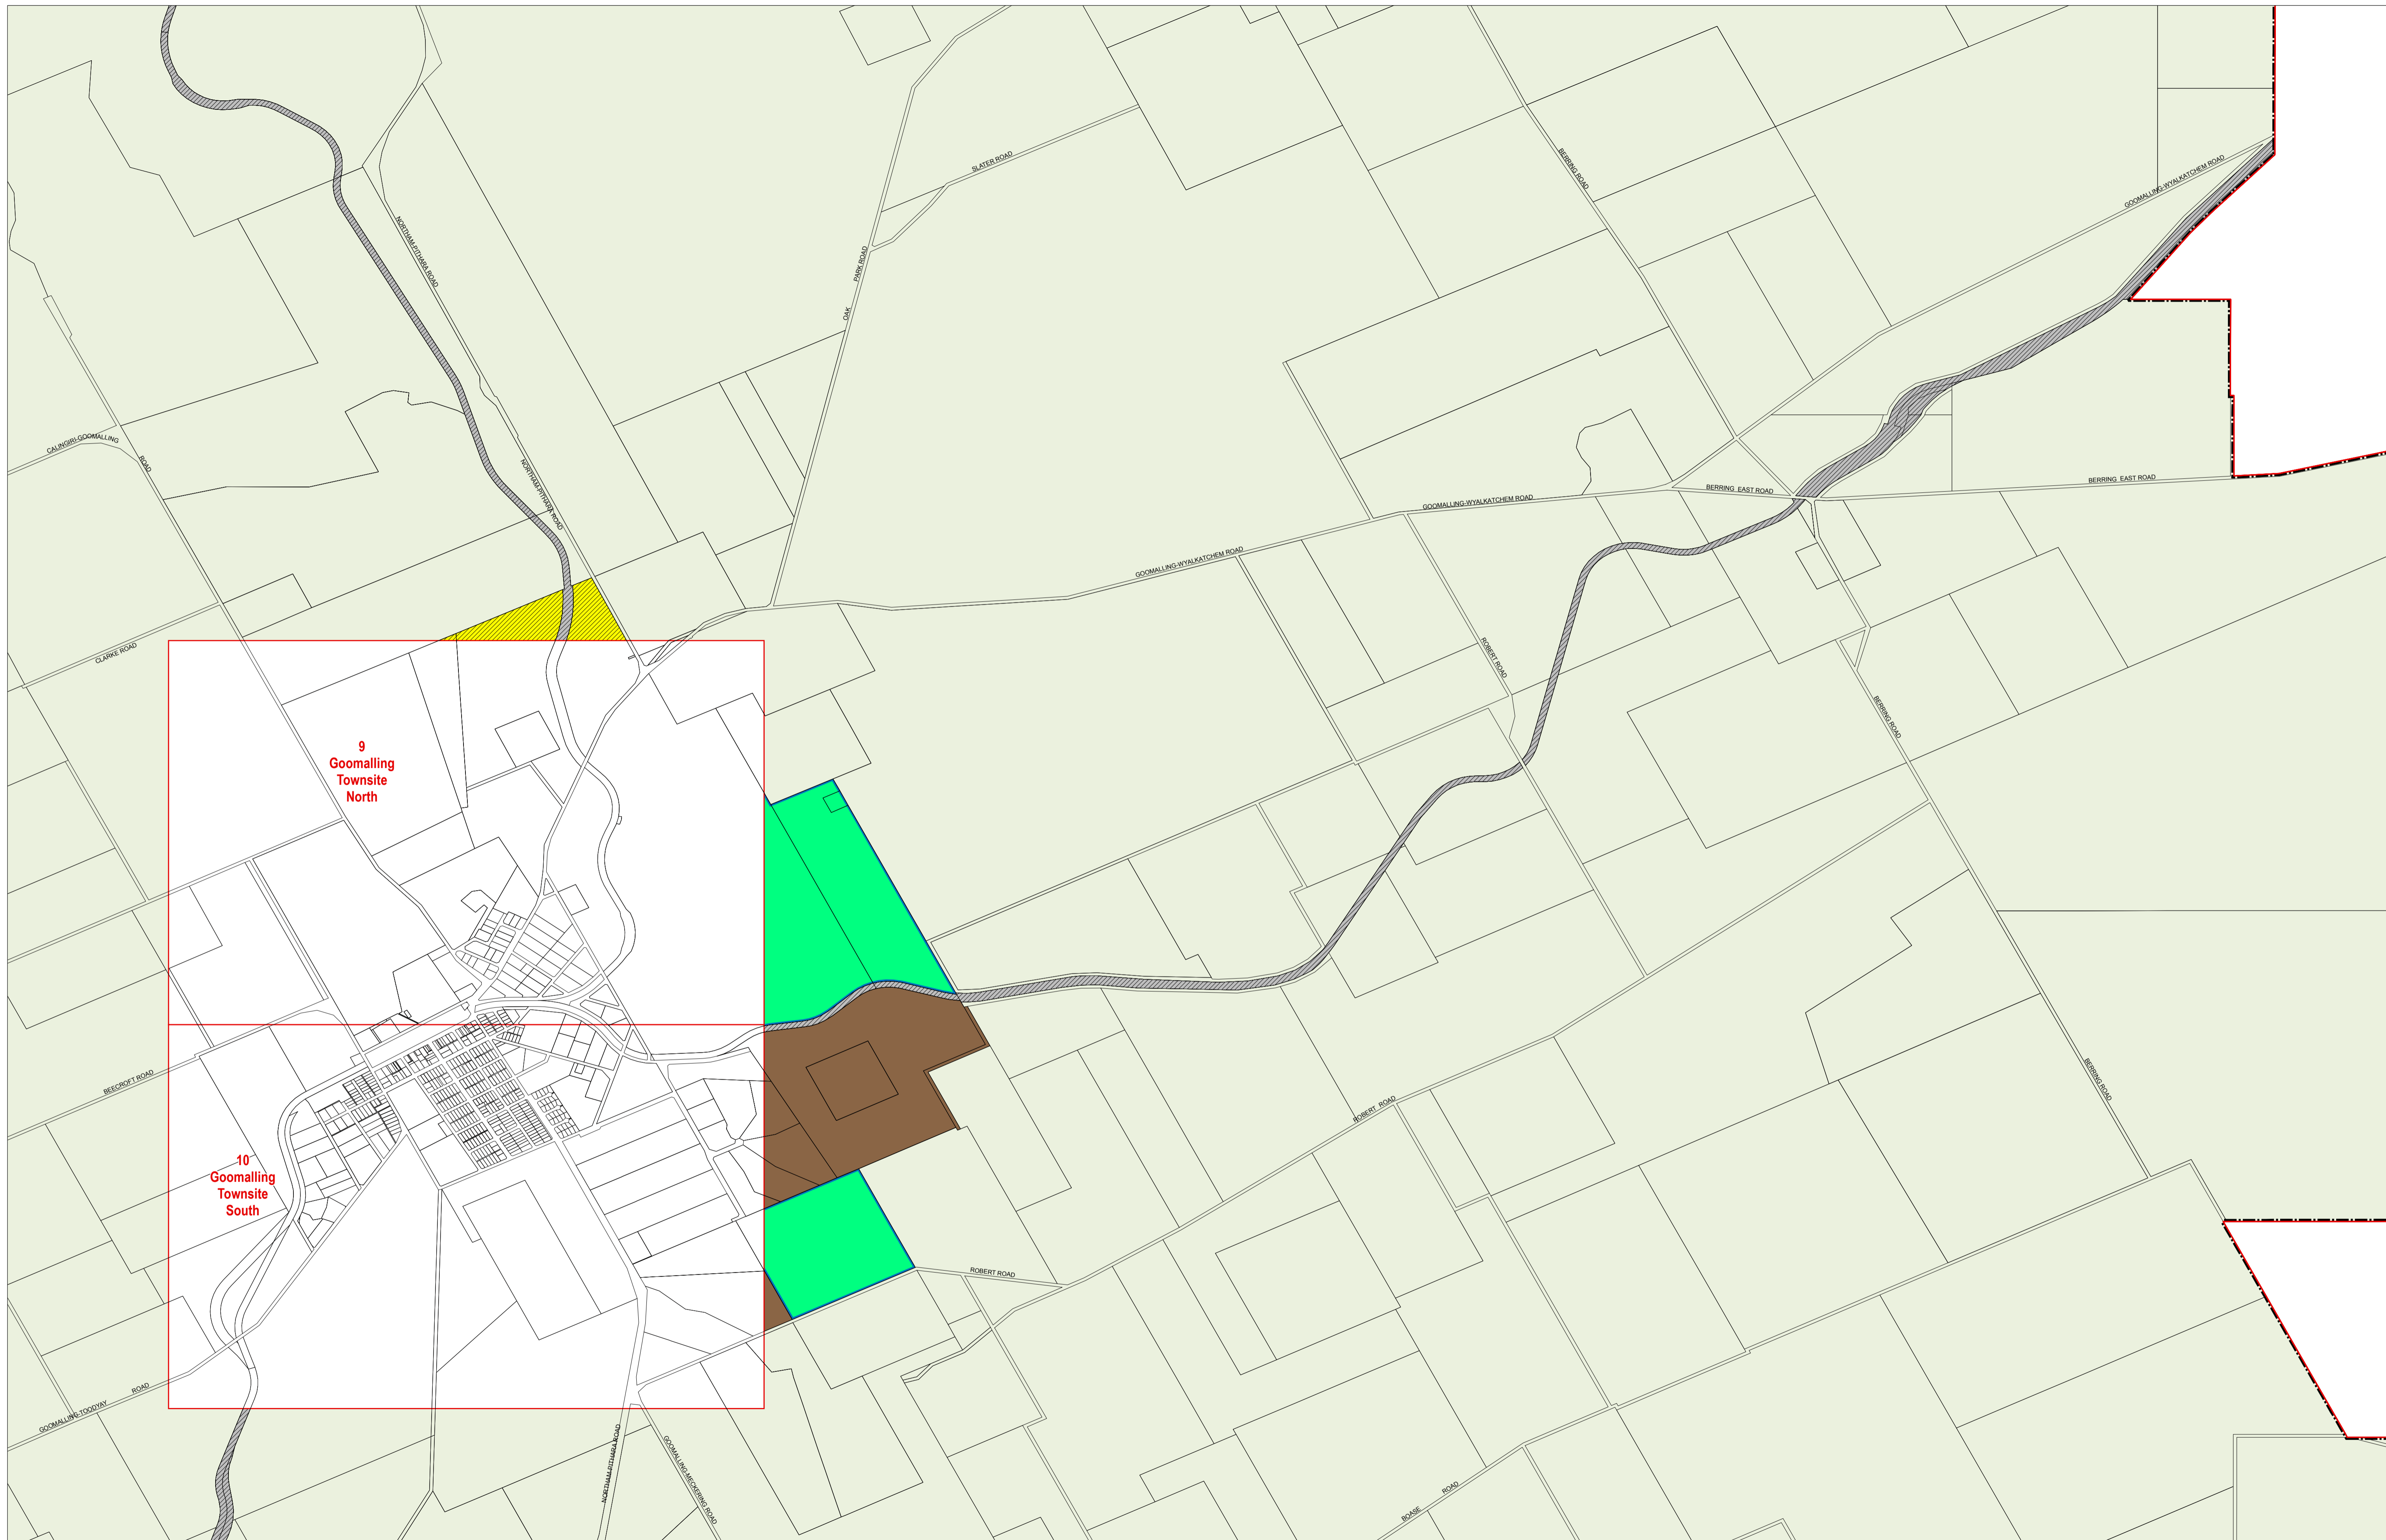 SLATER ROAD
BERRING ROAD
GOOMALLING-WYALKATCHEM ROAD
NORTHAM-PITHARA ROAD
OAK
PARK ROAD
CALINGIRI-GOOMALLING
ROAD
NORTHAM-PITHARA ROAD
GOOMALLING-WYALKATCHEM ROAD
BERRING EAST ROAD
BERRING EAST ROAD
GOOMALLING-WYALKATCHEM ROAD
CLARKE ROAD
ROBERT ROAD
BERRING ROAD
9
Goomalling
Townsite
North
BEECROFT ROAD
BERRING ROAD
ROBERT ROAD
10
Goomalling
Townsite
South
ROBERT ROAD
GOOMALLING-TOODYAY
ROAD
NORTHAM-PITHARA ROAD
GOOMALLING-MECKERING ROAD
BOASE
ROAD